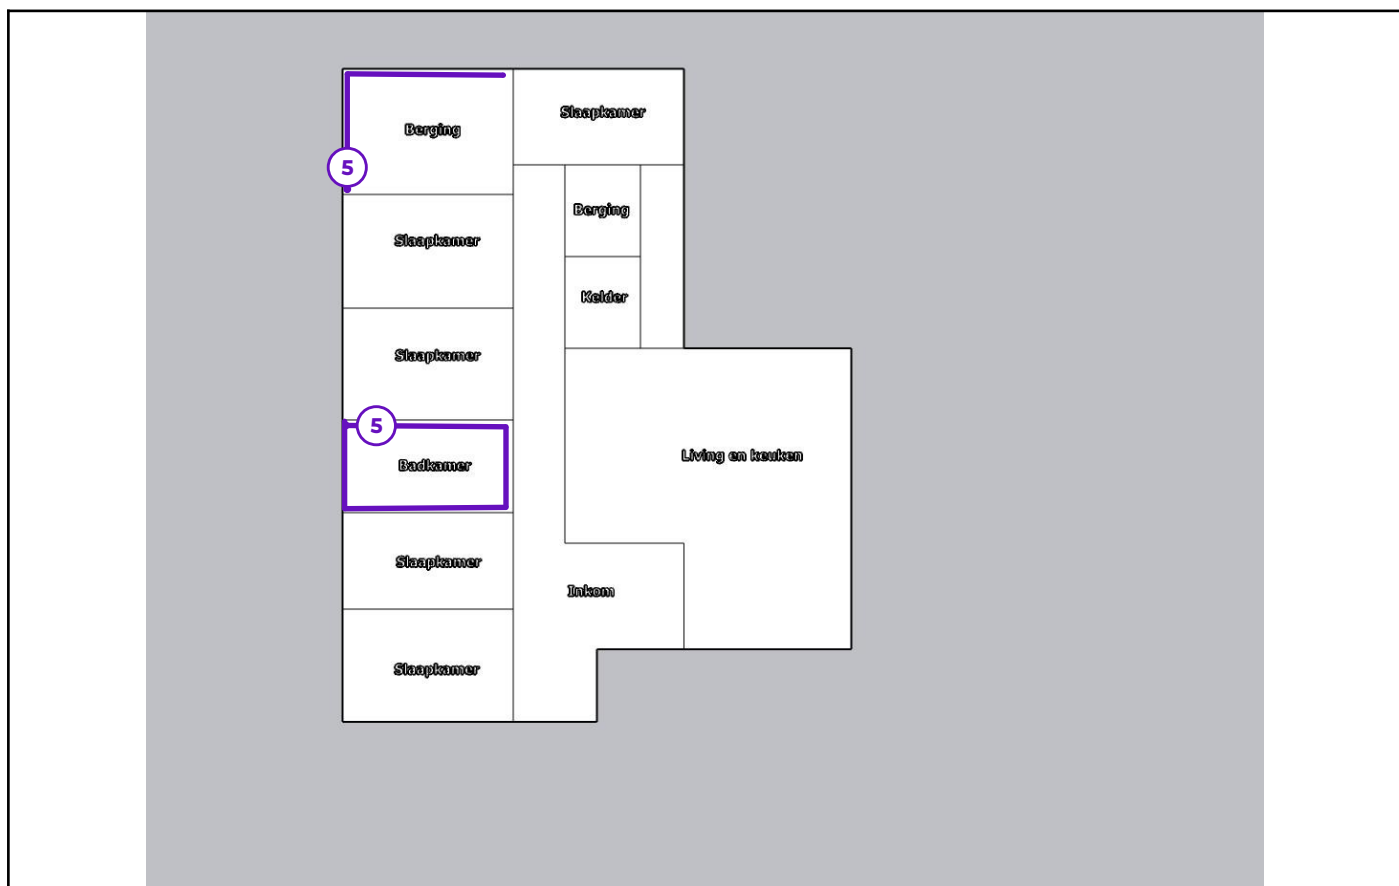 Slaapkamer
Berging
5
Berging
Slaapkamer
Kelder
Slaapkamer
5
Living en keuken
Badkamer
Slaapkamer
Inkom
Slaapkamer